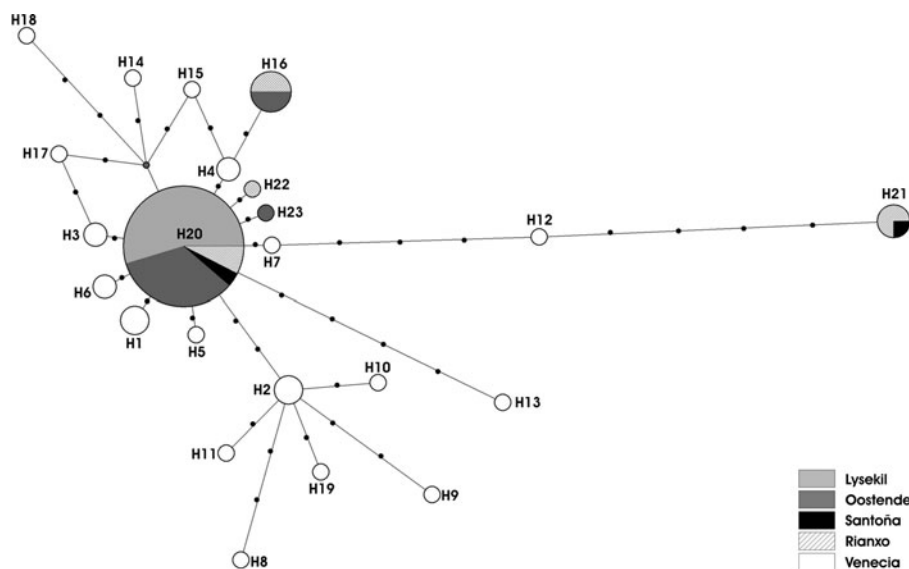 H18
H14
H15
H16
H17
H4
H22
H23
H3
H20
H7
H12
H21
H6
H1
H5
H2
H10
H13
H11
H19
H9
H8
Lysekil
Oostende
Santoña
Rianxo
Venecia